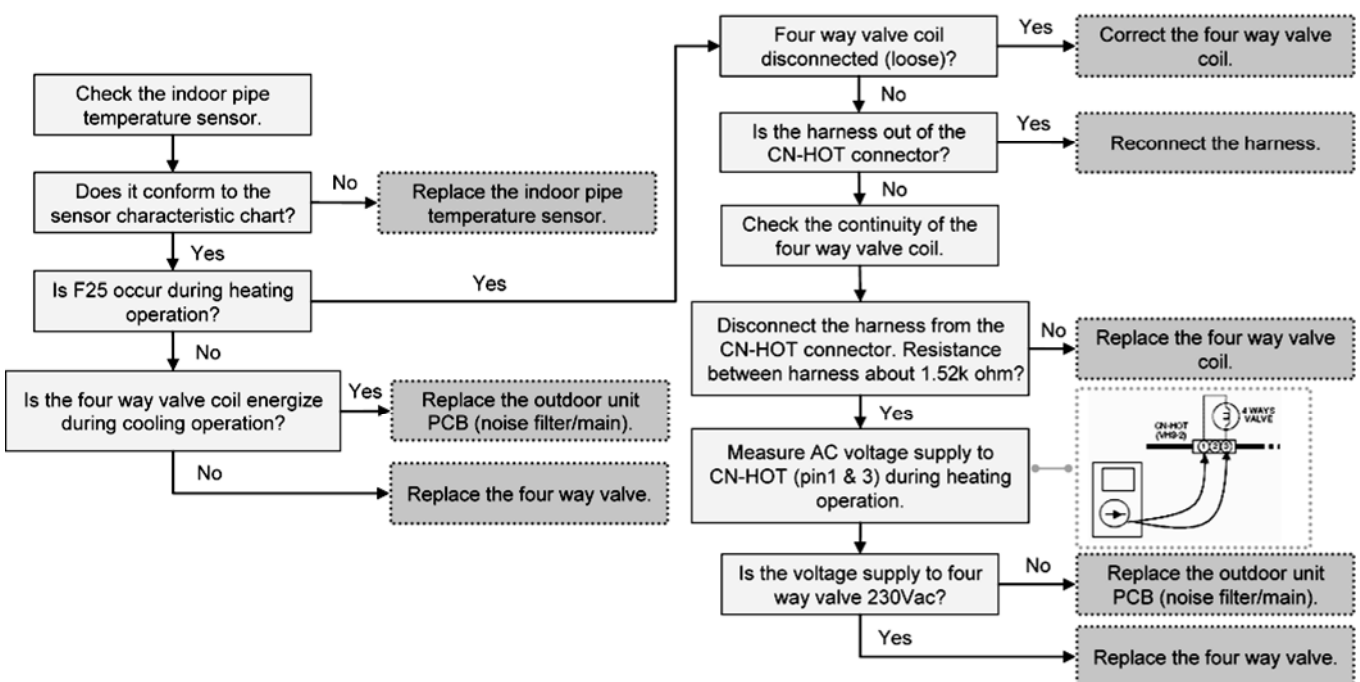 Check the indoor pipe
temperature sensor.
Does it conform to the
sensor characteristic chart?
No
Replace the indoor pipe
temperature sensor.
Yes
Is F25 occur during heating
operation?
Yes
No
Is the four way valve coil energize
during cooling operation?
Yes
Replace the outdoor unit
PCB (noise filter/main).
No
Replace the four way valve.
Four way valve coil
disconnected (loose)?
Yes
Correct the four way valve
coil.
No
Is the harness out of the
CN-HOT connector?
Yes
Reconnect the harness.
No
Check the continuity of the
four way valve coil.
Disconnect the harness from the
CN-HOT connector. Resistance
between harness about 1.52k ohm?
No
Replace the four way valve
coil.
Yes
Measure AC voltage supply to
CN-HOT (pin1 & 3) during heating
operation.
4 WAYS
VALVE
CN-HOT
(VH3-2)
1 2 3
Is the voltage supply to four
way valve 230Vac?
No
Replace the outdoor unit
PCB (noise filter/main).
Yes
Replace the four way valve.